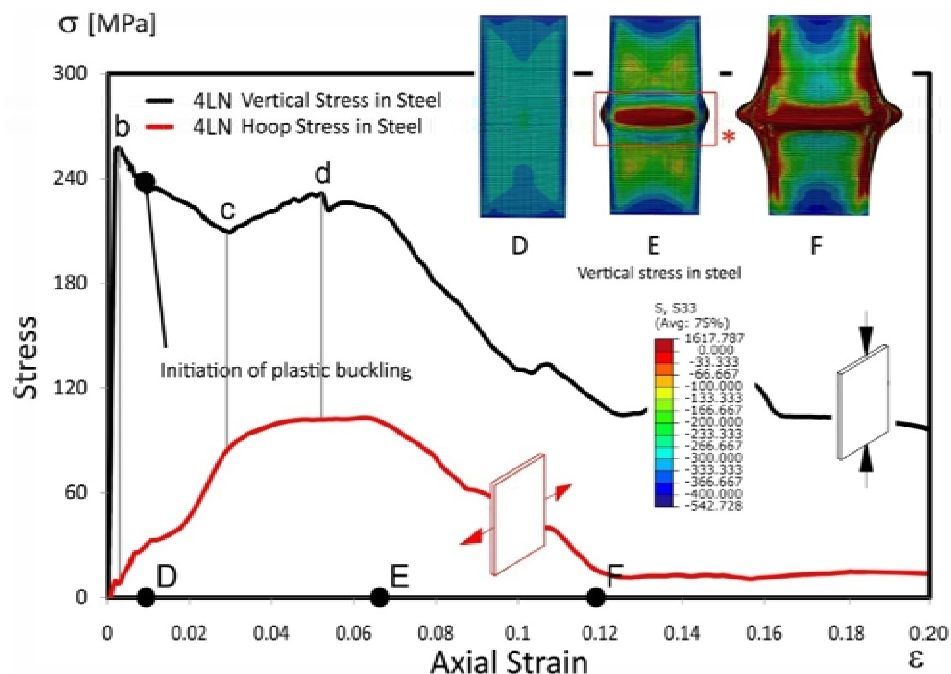 σ [MPa]
300
240
180
120
60
0
Stress
4LN Vertical Stress in Steel
4LN Hoop Stress in Steel
b
c
d
Initiation of plastic buckling
*
D
E
F
Vertical stress in steel
S, S33
(Avg: 75%)
1617.787
0.000
-33.333
-66.667
-100.000
-133.333
-166.667
-200.000
-233.333
-266.667
-300.000
-333.333
-366.667
-400.000
-542.728
D
E
F
0
0.02
0.04
0.06
0.08
0.1
0.12
0.14
0.16
0.18
0.20
Axial Strain
ε